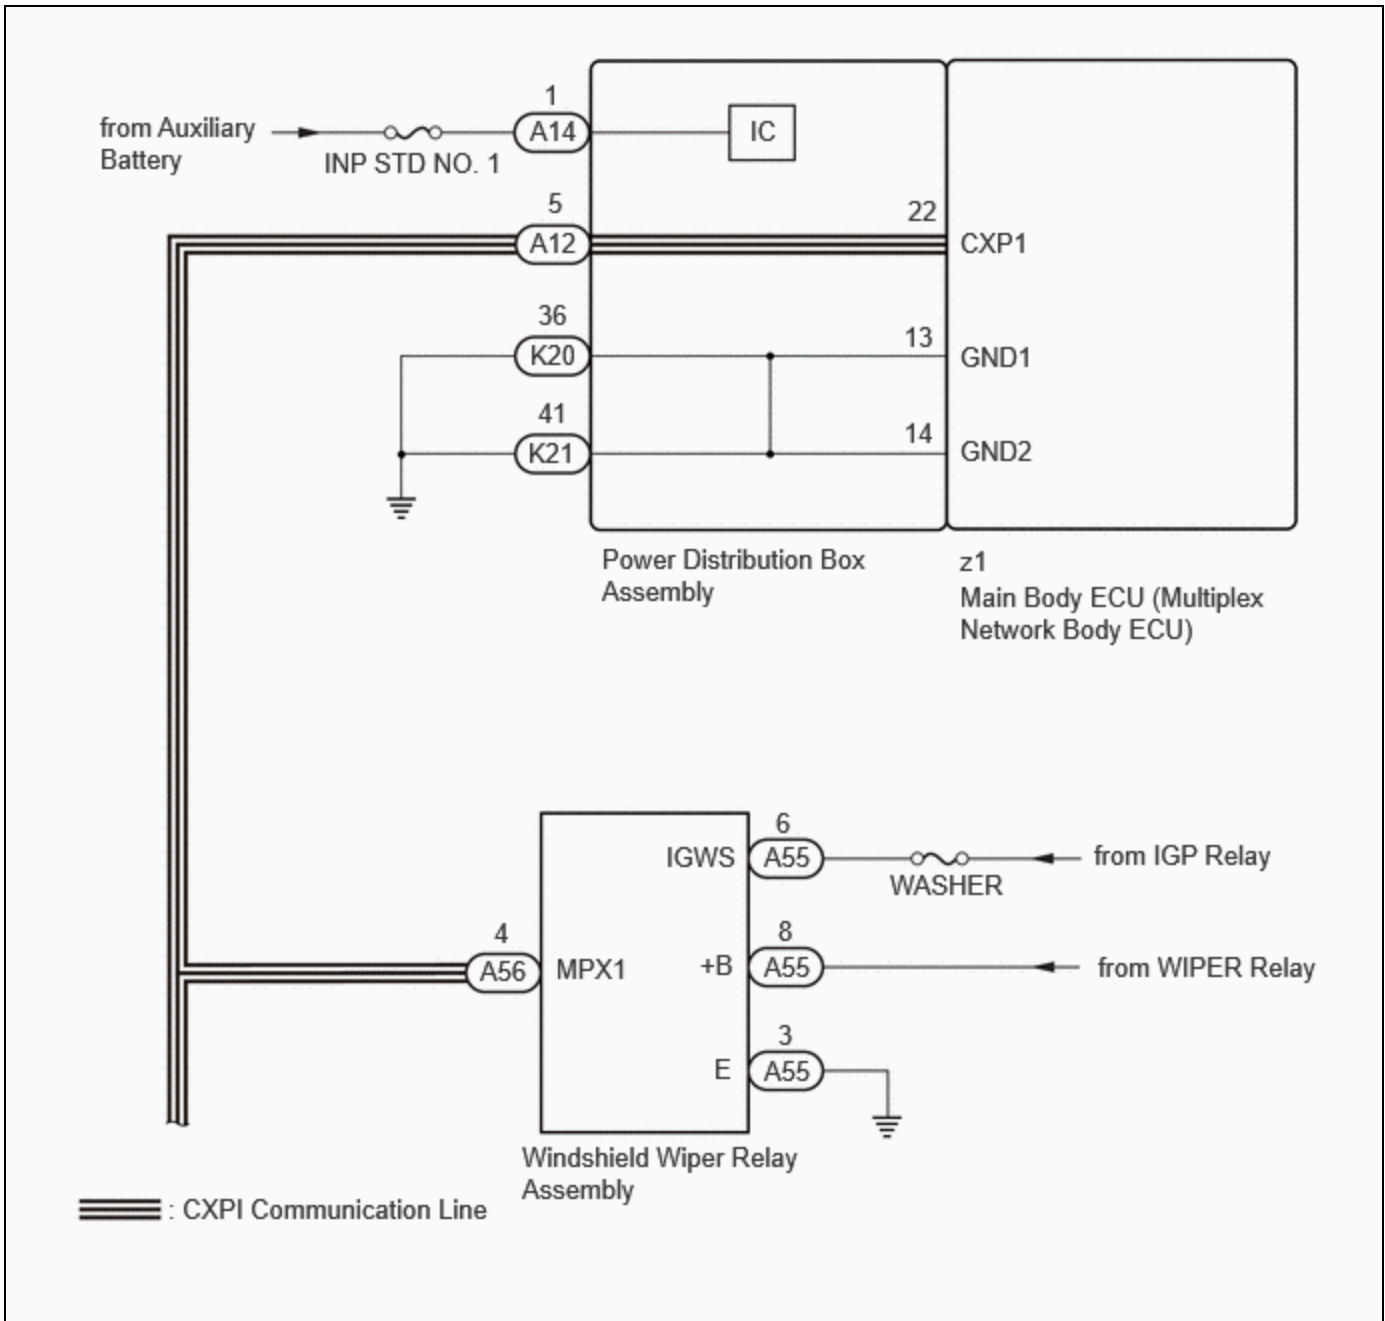 1
from Auxiliary
Battery
A14
IC
INP STD NO. 1
5
22
A12
CXP1
36
13
K20
GND1
41
14
K21
GND2
Power Distribution Box
Assembly
z1
Main Body ECU (Multiplex
Network Body ECU)
6
IGWS
A55
from IGP Relay
WASHER
4
8
A56
MPX1
+B
A55
from WIPER Relay
3
E
A55
Windshield Wiper Relay
Assembly
: CXPI Communication Line